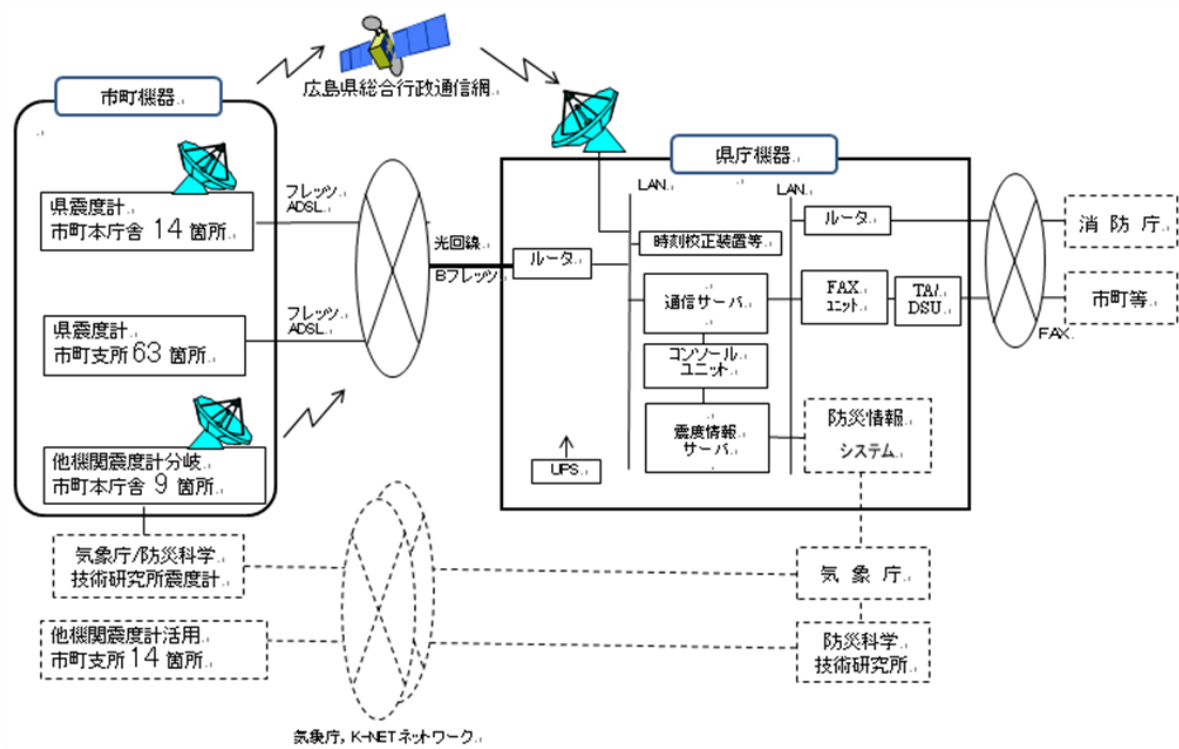 広島県総合行政通信網
市町機器
県震度計
市町本庁舎 14 箇所
フレッツ
ADSL
県震度計
市町支所 63 箇所
フレッツ
ADSL
他機関震度計分岐
市町本庁舎 9 箇所
気象庁/防災科学
技術研究所震度計
他機関震度計活用
市町支所 14 箇所
光回線
Bフレッツ
県庁機器
LAN
LAN
ルータ
時刻校正装置等
通信サーバ
コンソール
ユニット
震度情報
サーバ
UPS
ルータ
FAX
ユニット
TA/
DSU
防災情報
システム
消防庁
市町等
FAX
気象庁
防災科学
技術研究所
気象庁，K-NETネットワーク